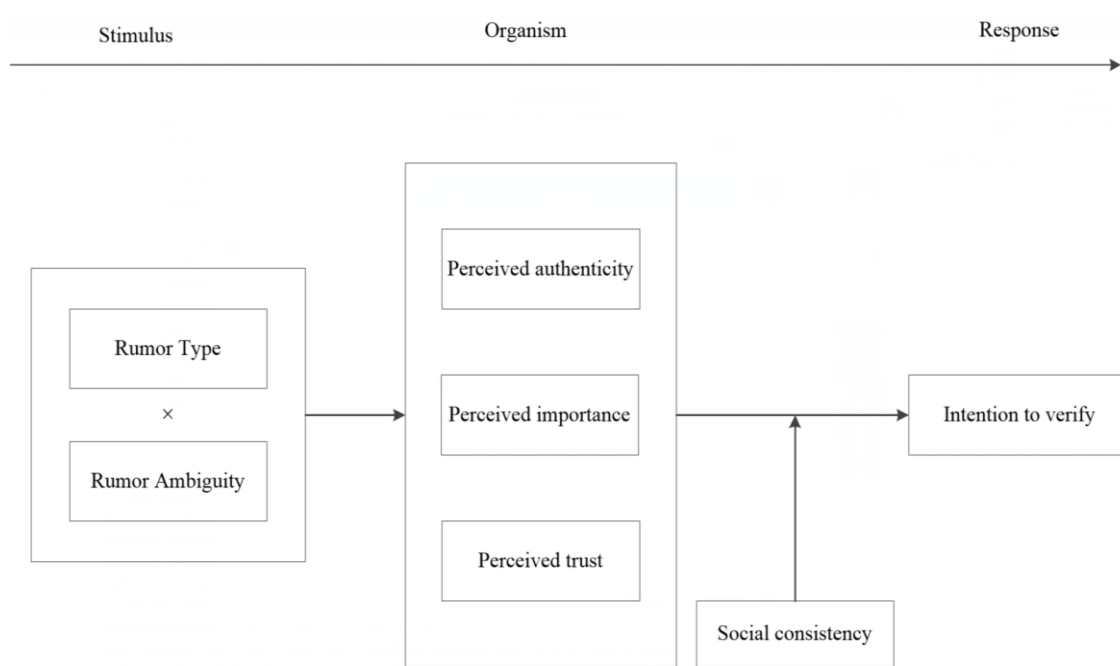 Stimulus
Organism
Response
Perceived authenticity
Rumor Type
×
Perceived importance
Intention to verify
Rumor Ambiguity
Perceived trust
Social consistency